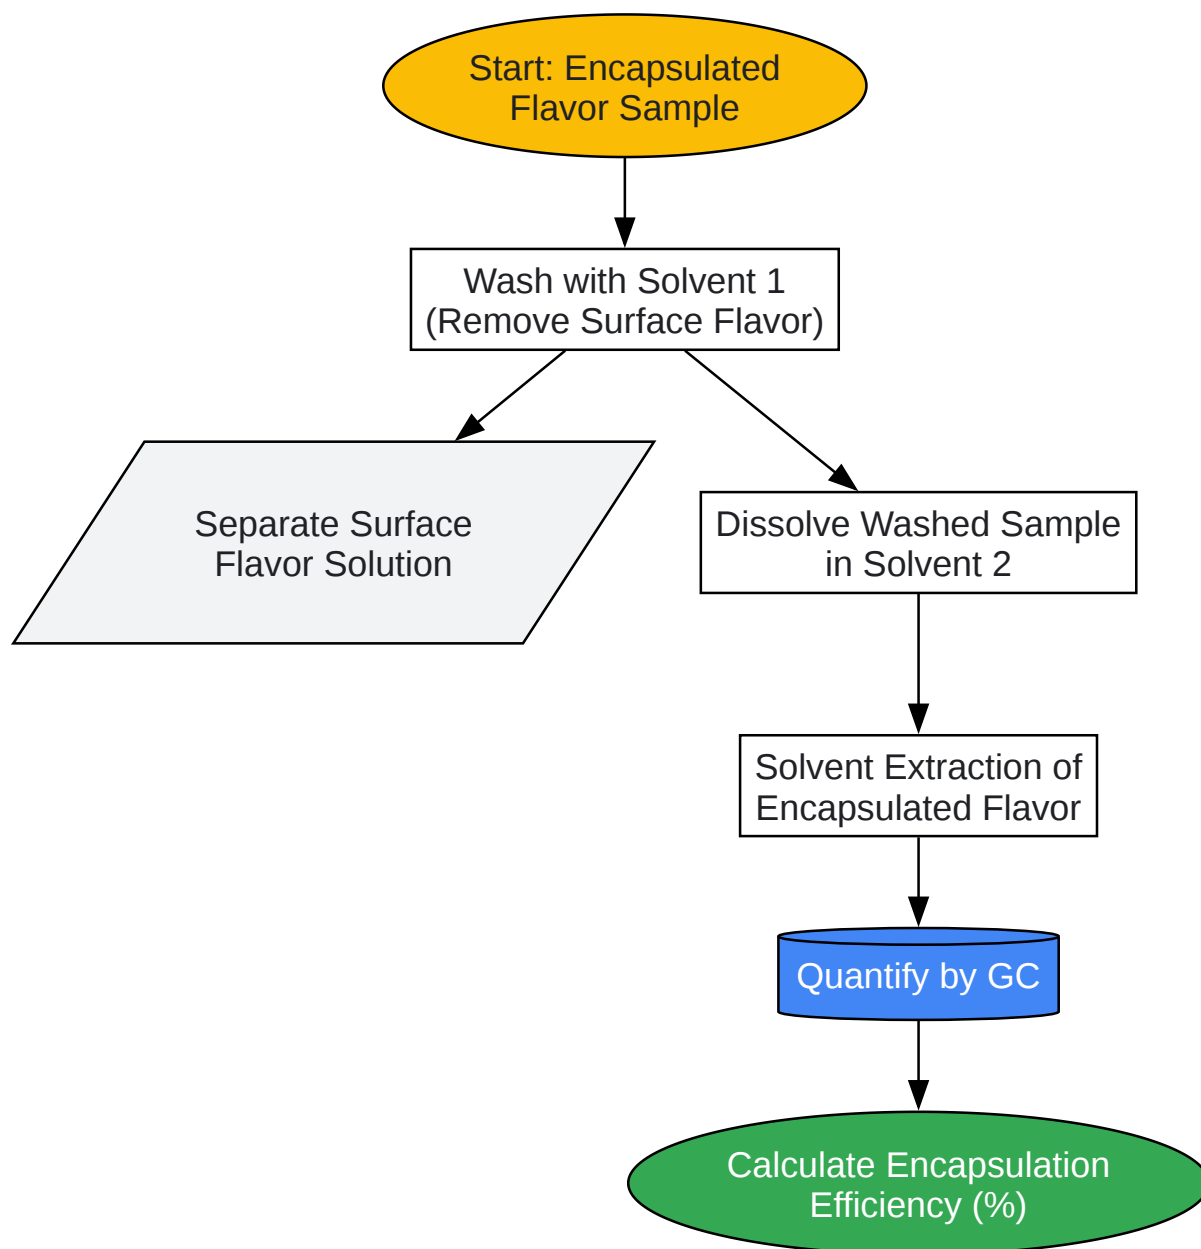 Start: Encapsulated
Flavor Sample
Wash with Solvent 1
(Remove Surface Flavor)
Separate Surface
Flavor Solution
Dissolve Washed Sample
in Solvent 2
Solvent Extraction of
Encapsulated Flavor
Quantify by GC
Calculate Encapsulation
Efficiency (%)